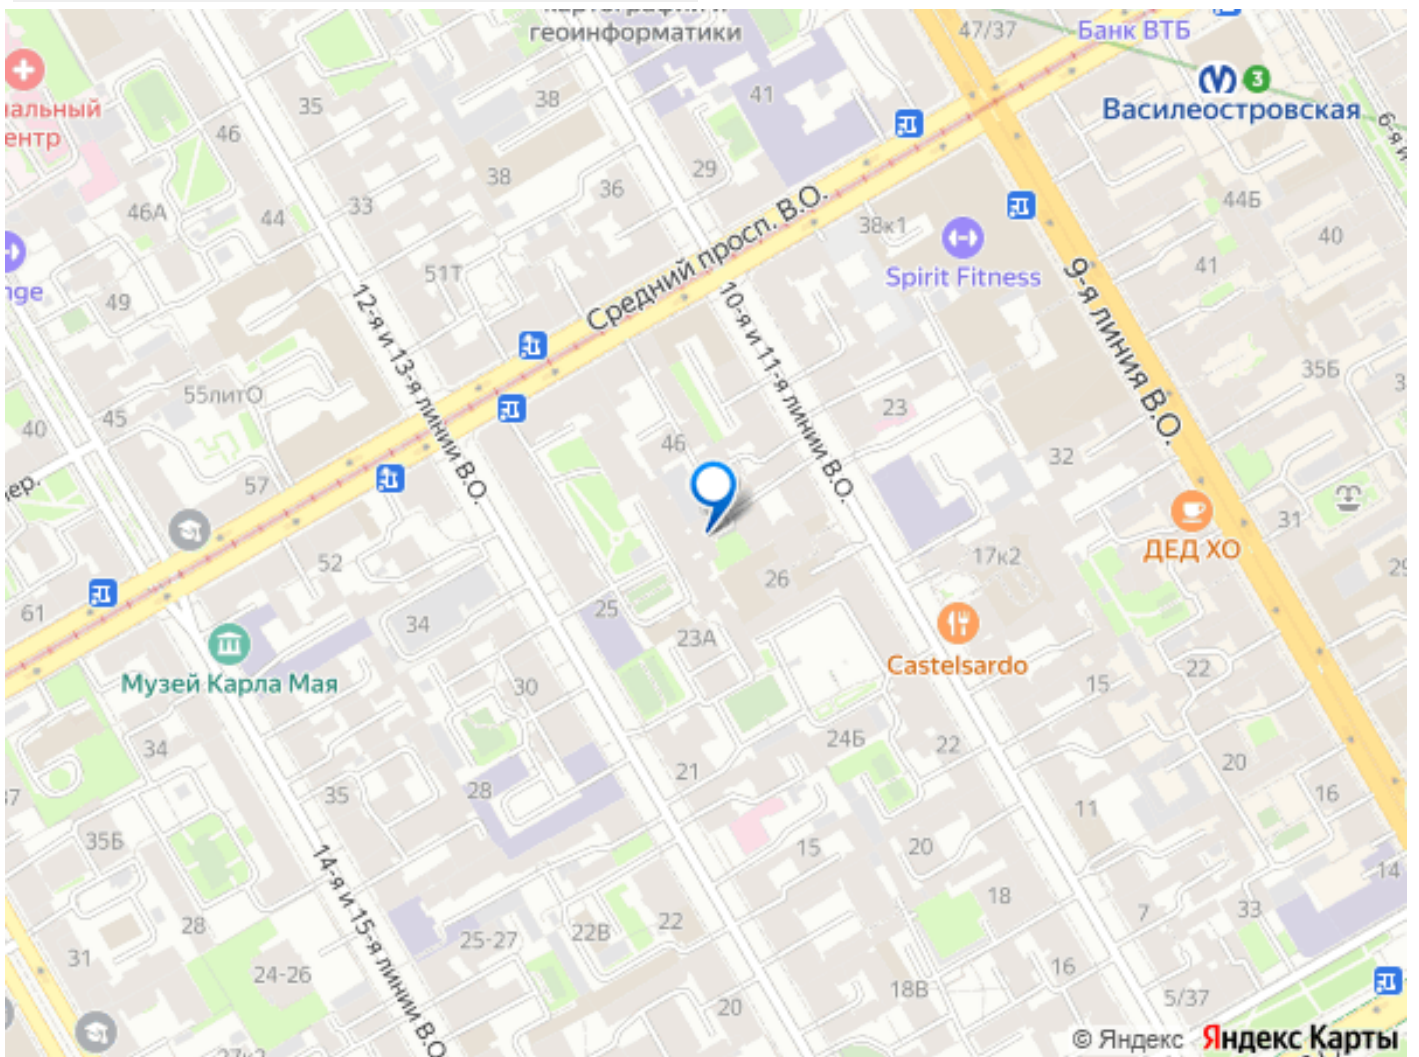 геоинформатики
47/37
Банк ВТБ
3
Василеостровская
41
38
35
46
29
38
36
33
46А
44
Средний просп. В.О.
38к1
Spirit Fitness
44Б
40
41
51Т
49
12-я и 13-я линии В.О.
10-я и 11-я линии В.О.
9-я линия В.О.
35Б
55литО
45
40
23
46
32
57
ДЕД ХО
31
52
17к2
26
61
25
34
23А
Castelsardo
Музей Карла Мая
30
22
15
34
24Б
22
21
20
28
35
16
11
35Б
15
20
14
14-я и 15-я линии В.О.
18
7
33
28
22
22В
25-27
31
24-26
16
18В
5/37
20
© Яндекс Яндекс Карты